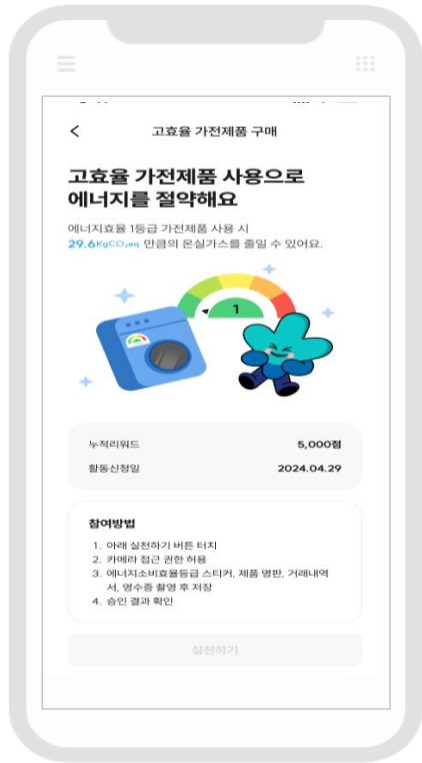 고효율 가전제품 구매
고효율 가전제품 사용으로
에너지를 절약해요
에너지효율 1등급 가전제품 사용 시
29.6KgCO₂eq 만큼의 온실가스를 줄일 수 있어요.
1
누적리워드 5,000점
활동신청일 2024.04.29
참여방법
1. 아래 실천하기 버튼 터치
2. 카메라 접근 권한 허용
3. 에너지소비효율등급 스티커, 제품 명판, 거래내역
서, 영수증 촬영 후 저장
4. 승인 결과 확인
실천하기